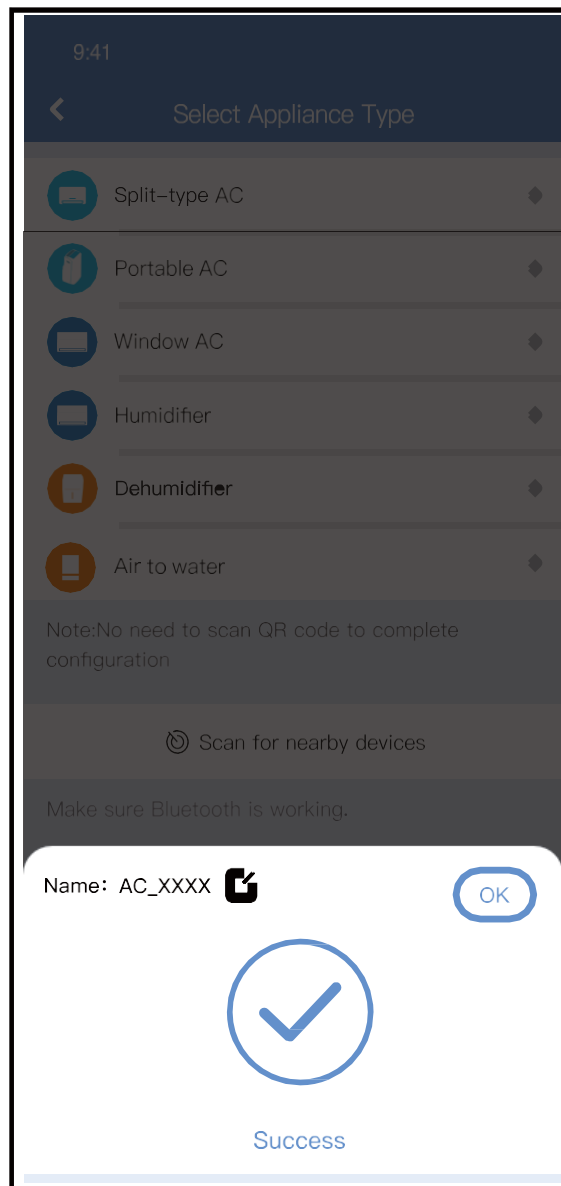 9:41
Select Appliance Type
Split-type AC
Portable AC
Window AC
Humidifier
Dehumidifier
Air to water
Note:No need to scan QR code to complete
configuration
Scan for nearby devices
Make sure Bluetooth is working.
Name: AC_XXXX
OK
Success